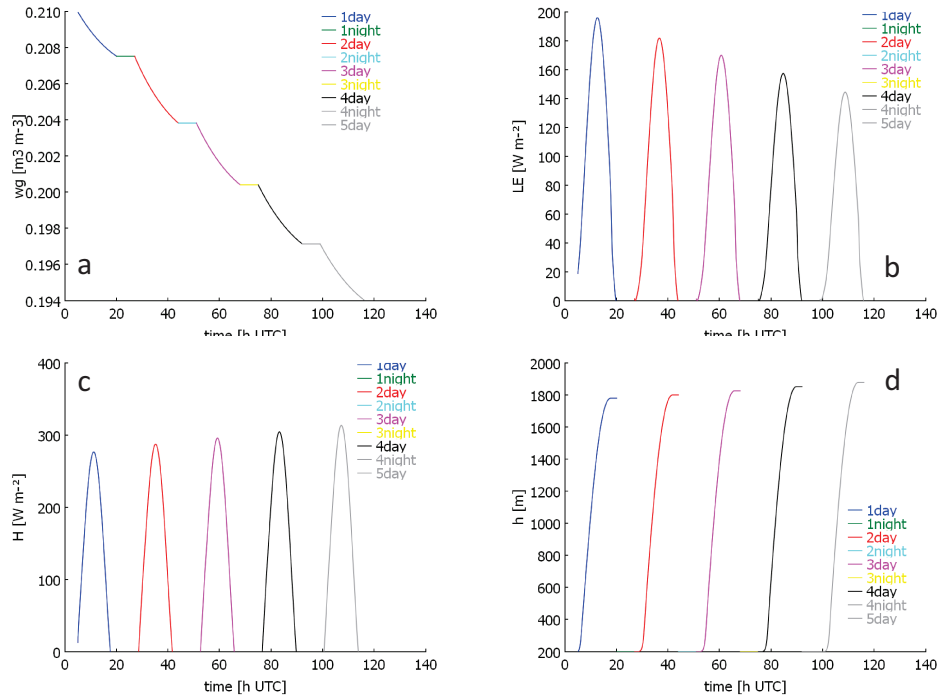 0.210
0.208
0.206
0.204
0.202
0.200
0.198
0.196
0.194
wg [m3 m-3]
1day
1night
2day
2night
3day
3night
4day
4night
5day
a
0 20 40 60 80 100 120 140
time [h UTC]
200
180
160
140
120
100
80
60
40
20
0
LE [W m-²]
1day
1night
2day
2night
3day
3night
4day
4night
5day
b
0 20 40 60 80 100 120 140
time [h UTC]
400
300
200
100
0
H [W m-²]
c
1day
1night
2day
2night
3day
3night
4day
4night
5day
0 20 40 60 80 100 120 140
time [h UTC]
2000
1800
1600
1400
1200
1000
800
600
400
200
h [m]
d
1day
1night
2day
2night
3day
3night
4day
4night
5day
0 20 40 60 80 100 120 140
time [h UTC]